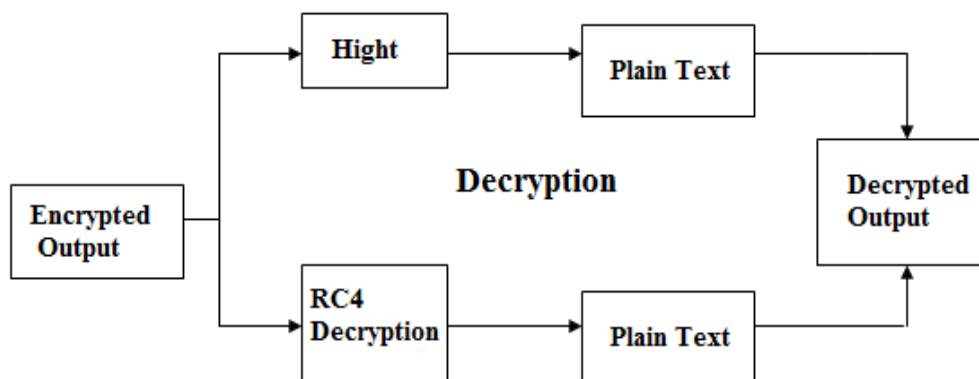 Hight
Plain Text
Decryption
Encrypted
Output
Decrypted
Output
RC4
Decryption
Plain Text